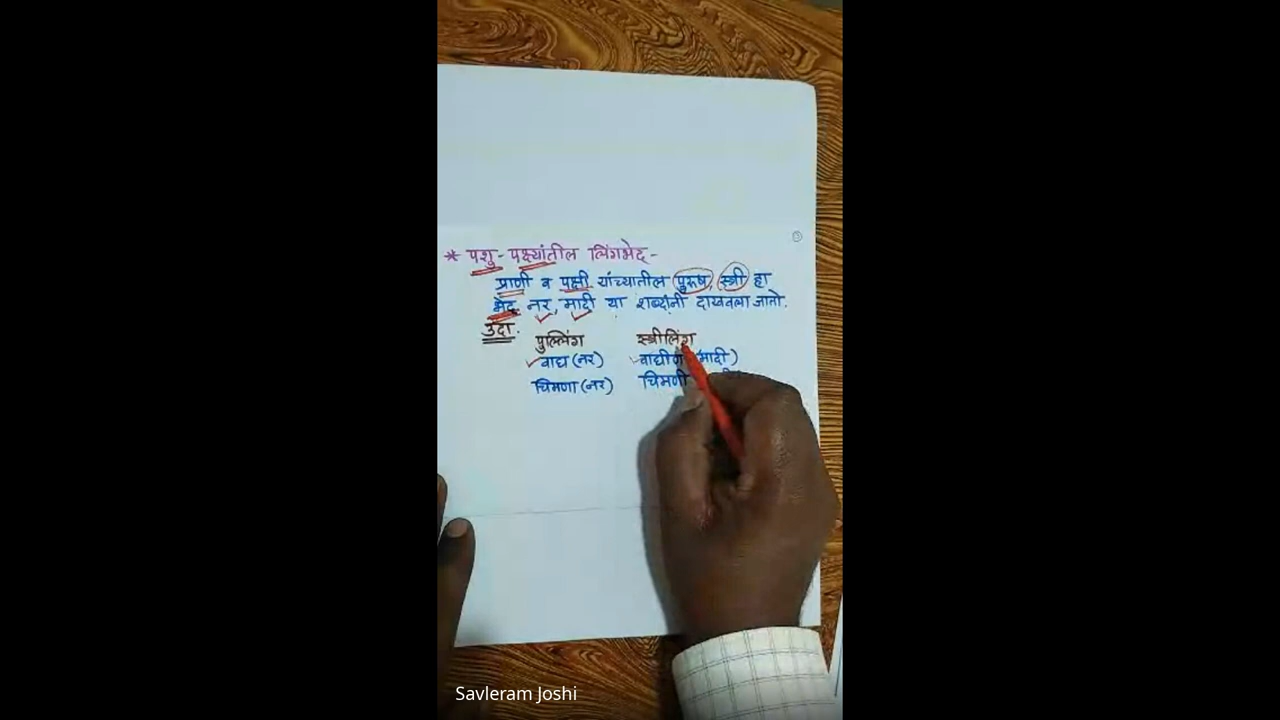 * पशु-पक्ष्यांतील लिंगभेद-
प्राणी व पक्षी यांच्यातील पुरुष, स्त्री हा
भेद नर, मादी या शब्दांनी दाखवला जातो.
उदा.
पुल्लिंग स्त्रीलिंग
वाघ (नर) वाघीण (मादी)
चिमणा (नर) चिमणी
Savleram Joshi